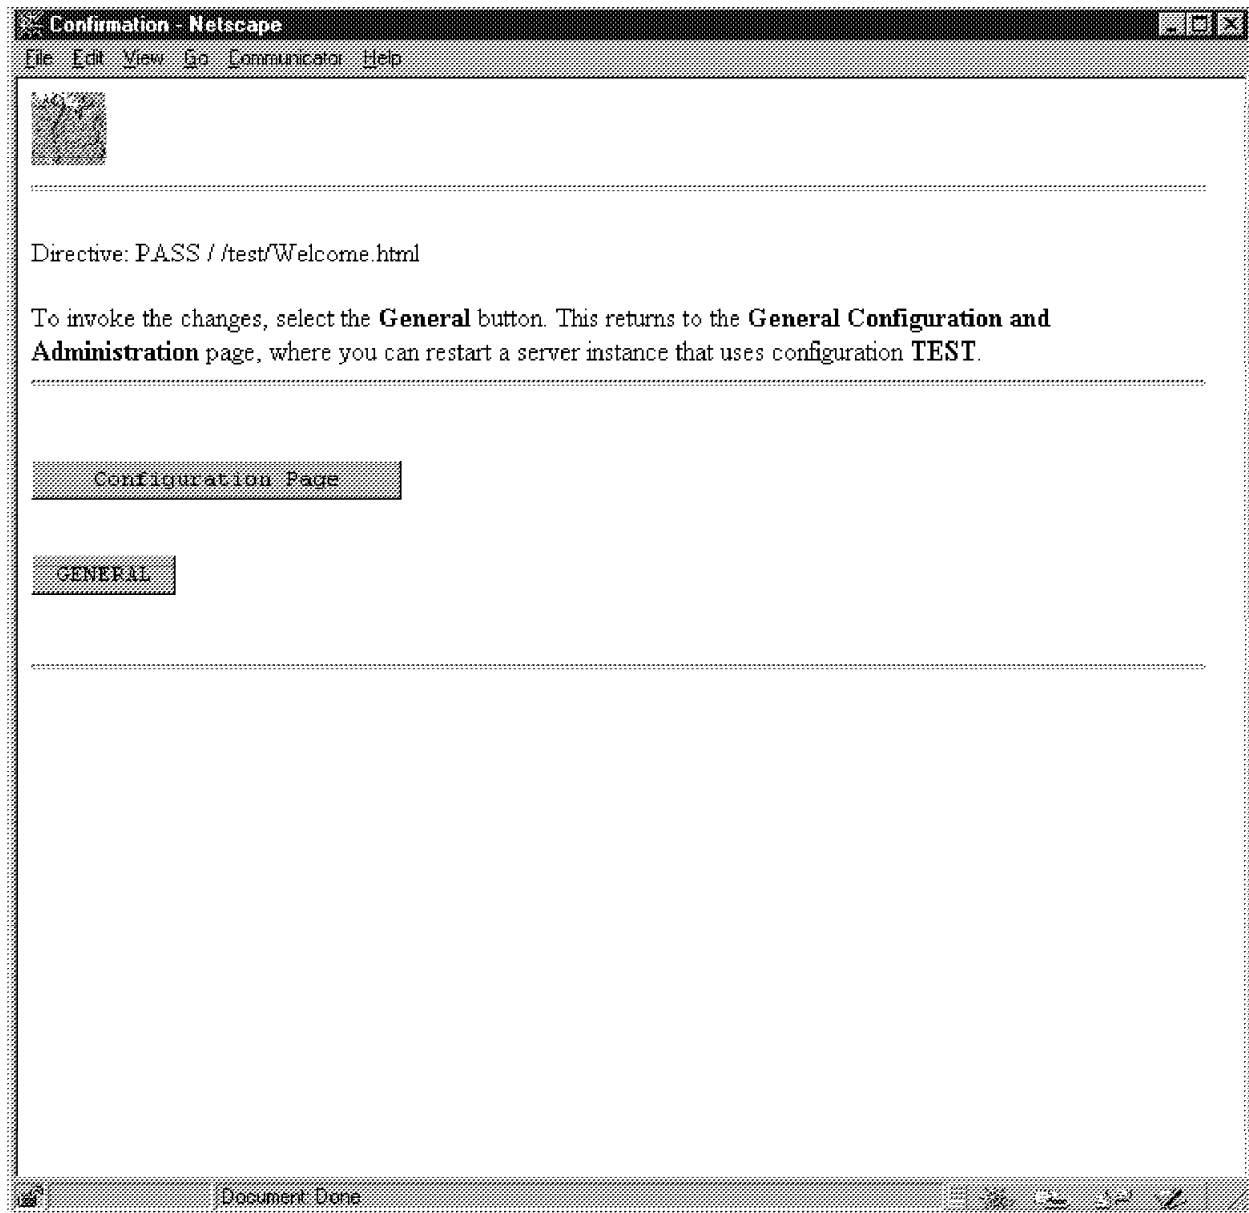 Confirmation - Netscape
File Edit View Go Communicator Help
Directive: PASS / /test/Welcome.html
To invoke the changes, select the General button. This returns to the General Configuration and
Administration page, where you can restart a server instance that uses configuration TEST.
Configuration Page
GENERAL
Document: Done